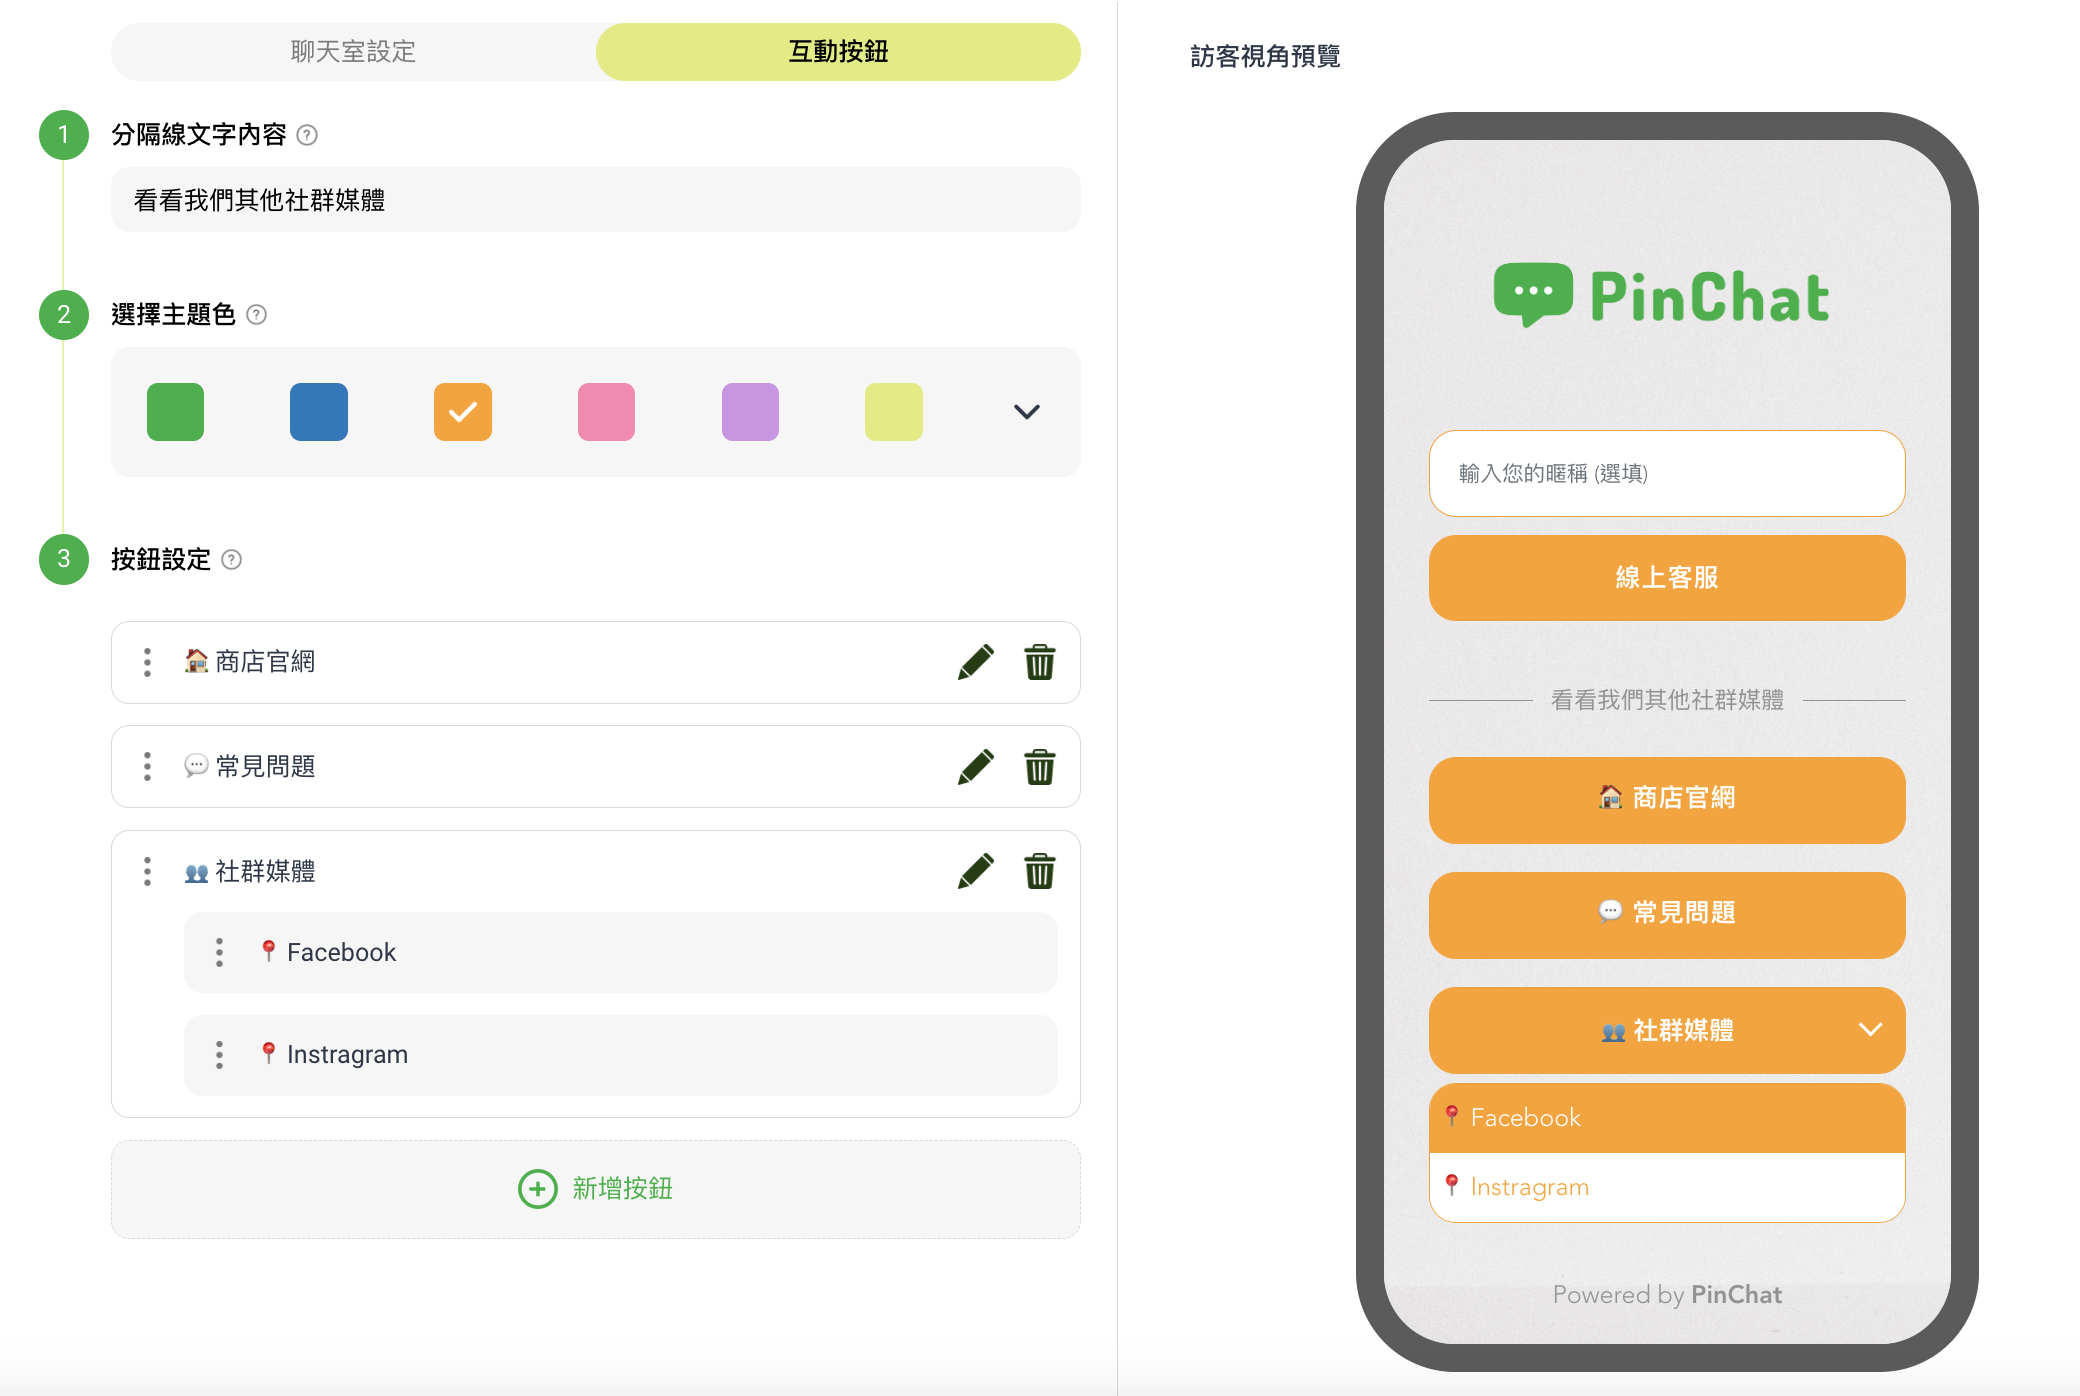 聊天室設定
互動按鈕
1
分隔線文字內容 ?
看看我們其他社群媒體
2
選擇主題色 ?
3
按鈕設定 ?
商店官網
常見問題
社群媒體
Facebook
Instragram
新增按鈕
訪客視角預覽
PinChat
輸入您的暱稱 (選填)
線上客服
看看我們其他社群媒體
商店官網
常見問題
社群媒體
Facebook
Instragram
Powered by PinChat